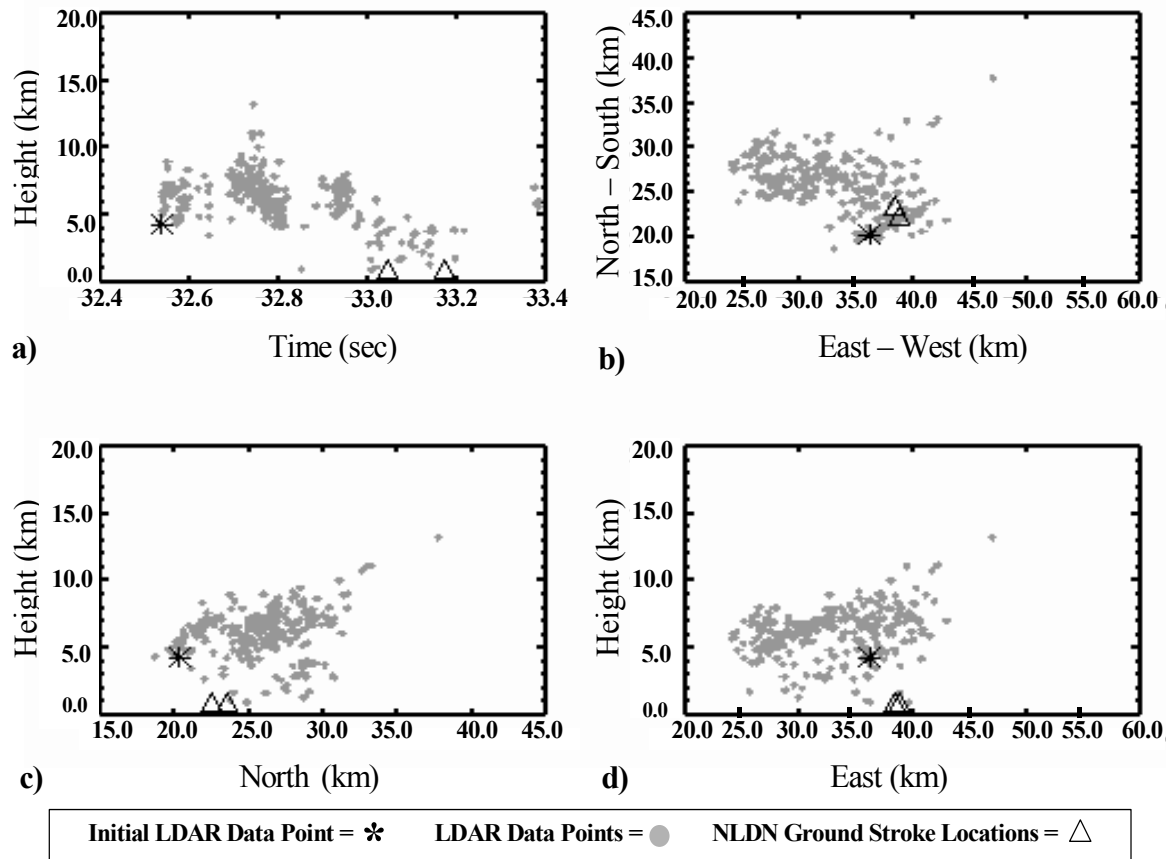 20.0
15.0
10.0
5.0
0.0
Height (km)
32.4 32.6 32.8 33.0 33.2 33.4
Time (sec)
a)
45.0
40.0
35.0
30.0
25.0
20.0
15.0
North – South (km)
20.0 25.0 30.0 35.0 40.0 45.0 50.0 55.0 60.0
East – West (km)
b)
20.0
15.0
10.0
5.0
0.0
Height (km)
15.0 20.0 25.0 30.0 35.0 40.0 45.0
North (km)
c)
20.0
15.0
10.0
5.0
0.0
Height (km)
20.0 25.0 30.0 35.0 40.0 45.0 50.0 55.0 60.0
East (km)
d)
Initial LDAR Data Point = * LDAR Data Points = ● NLDN Ground Stroke Locations = △